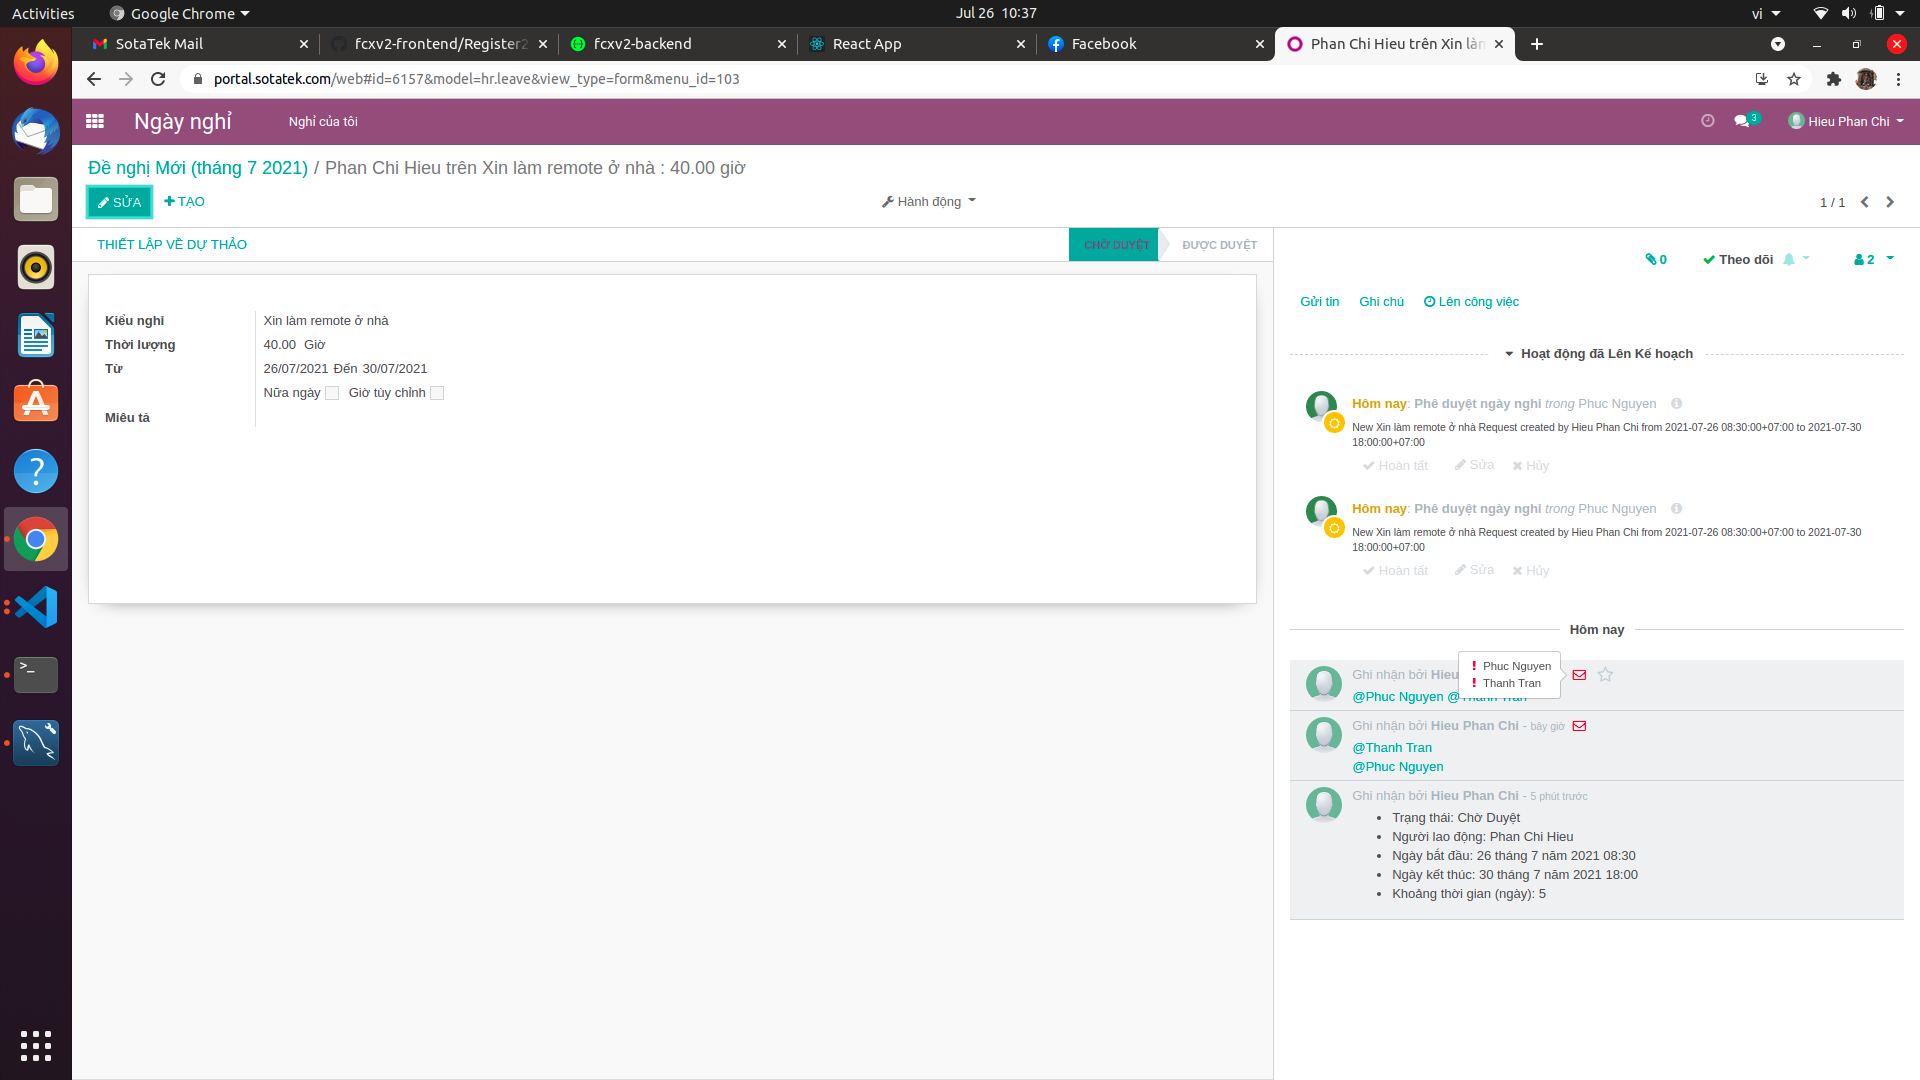 Activities
Google Chrome
Jul 26 10:37
vi
SotaTek Mail
fcxv2-frontend/Register2
fcxv2-backend
React App
Facebook
Phan Chi Hieu trên Xin làm
portal.sotatek.com/web#id=6157&model=hr.leave&view_type=form&menu_id=103
Ngày nghỉ
Nghỉ của tôi
3
Hieu Phan Chi
Đề nghị Mới (tháng 7 2021) / Phan Chi Hieu trên Xin làm remote ở nhà : 40.00 giờ
SỬA
TẠO
Hành động
1 / 1
THIẾT LẬP VỀ DỰ THẢO
CHỜ DUYỆT
ĐƯỢC DUYỆT
0
Theo dõi
2
Gửi tin
Ghi chú
Lên công việc
Kiểu nghỉ
Xin làm remote ở nhà
Thời lượng
40.00 Giờ
Từ
26/07/2021 Đến 30/07/2021
Nữa ngày
Giờ tùy chỉnh
Miêu tả
Hoạt động đã Lên Kế hoạch
Hôm nay: Phê duyệt ngày nghỉ trong Phuc Nguyen
New Xin làm remote ở nhà Request created by Hieu Phan Chi from 2021-07-26 08:30:00+07:00 to 2021-07-30
18:00:00+07:00
Hoàn tất
Sửa
Hủy
Hôm nay: Phê duyệt ngày nghỉ trong Phuc Nguyen
New Xin làm remote ở nhà Request created by Hieu Phan Chi from 2021-07-26 08:30:00+07:00 to 2021-07-30
18:00:00+07:00
Hoàn tất
Sửa
Hủy
Hôm nay
Ghi nhận bởi Hieu
Phuc Nguyen
Thanh Tran
@Phuc Nguyen @Thanh Tran
Ghi nhận bởi Hieu Phan Chi - bây giờ
@Thanh Tran
@Phuc Nguyen
Ghi nhận bởi Hieu Phan Chi - 5 phút trước
Trạng thái: Chờ Duyệt
Người lao động: Phan Chi Hieu
Ngày bắt đầu: 26 tháng 7 năm 2021 08:30
Ngày kết thúc: 30 tháng 7 năm 2021 18:00
Khoảng thời gian (ngày): 5